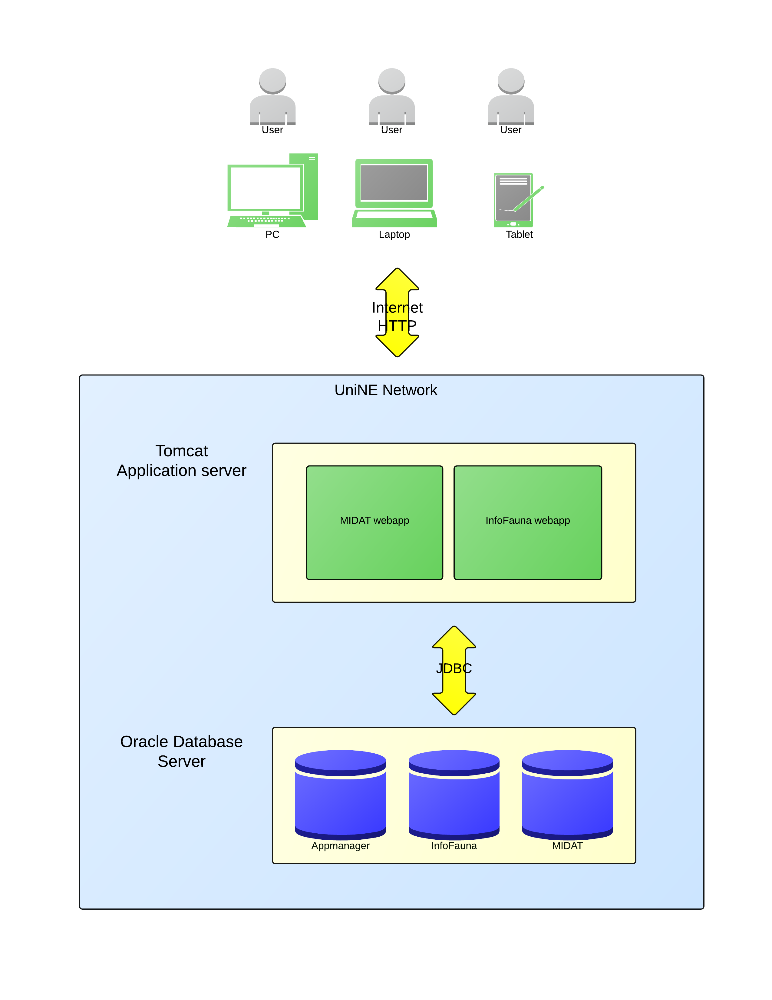 User
User
User
PC
Laptop
Tablet
Internet
HTTP
UniNE Network
Tomcat
Application server
MIDAT webapp
InfoFauna webapp
JDBC
Oracle Database
Server
Appmanager
InfoFauna
MIDAT